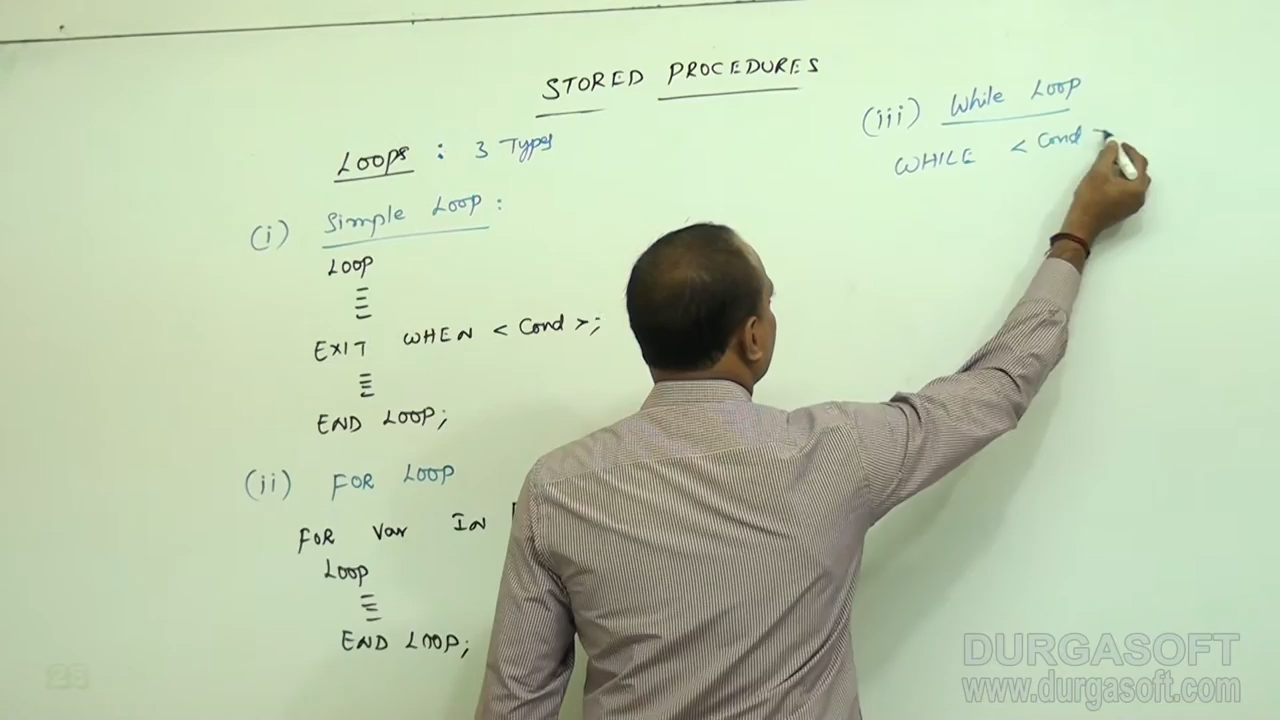 STORED PROCEDURES
LOOPS : 3 Types
(i) Simple Loop :
LOOP
EXIT WHEN < Cond >;
END LOOP;
(ii) FOR LOOP
FOR Var IN
LOOP
END LOOP;
(iii) While Loop
WHILE < Cond >
DURGASOFT
www.durgasoft.com